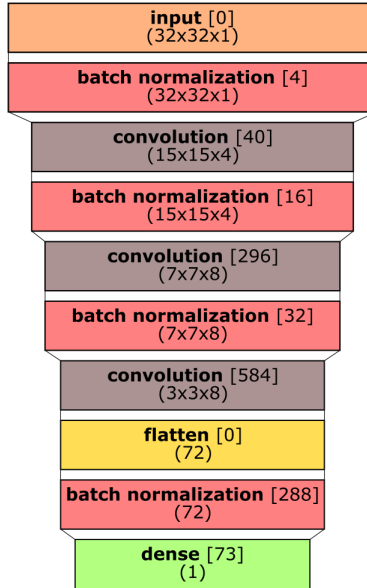 input [0]
(32x32x1)
batch normalization [4]
(32x32x1)
convolution [40]
(15x15x4)
batch normalization [16]
(15x15x4)
convolution [296]
(7x7x8)
batch normalization [32]
(7x7x8)
convolution [584]
(3x3x8)
flatten [0]
(72)
batch normalization [288]
(72)
dense [73]
(1)